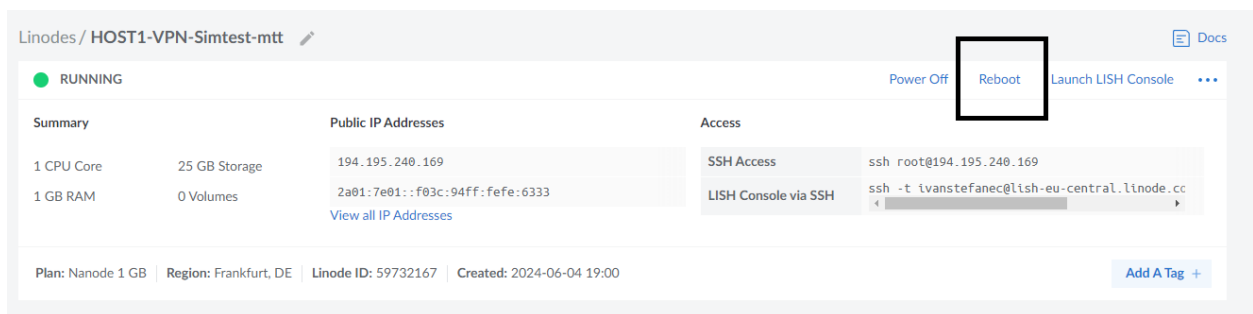 Linodes / HOST1-VPN-Simtest-mtt
Docs
RUNNING
Power Off
Reboot
Launch LISH Console
Summary
Public IP Addresses
Access
1 CPU Core
25 GB Storage
194.195.240.169
SSH Access
ssh root@194.195.240.169
1 GB RAM
0 Volumes
2a01:7e01::f03c:94ff:fefe:6333
LISH Console via SSH
ssh -t ivanstefanec@lish-eu-central.linode.cc
View all IP Addresses
Plan: Nanode 1 GB
Region: Frankfurt, DE
Linode ID: 59732167
Created: 2024-06-04 19:00
Add A Tag +